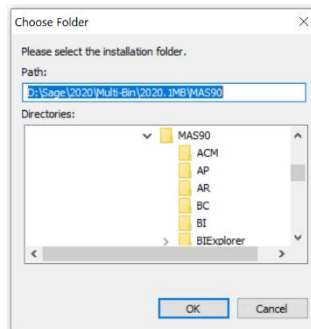 Choose Folder
Please select the installation folder.
Path:
D:\Sage\2020\Multi-Bin\2020.1MB\MAS90
Directories:
MAS90
ACM
AP
AR
BC
BI
BIExplorer
OK Cancel